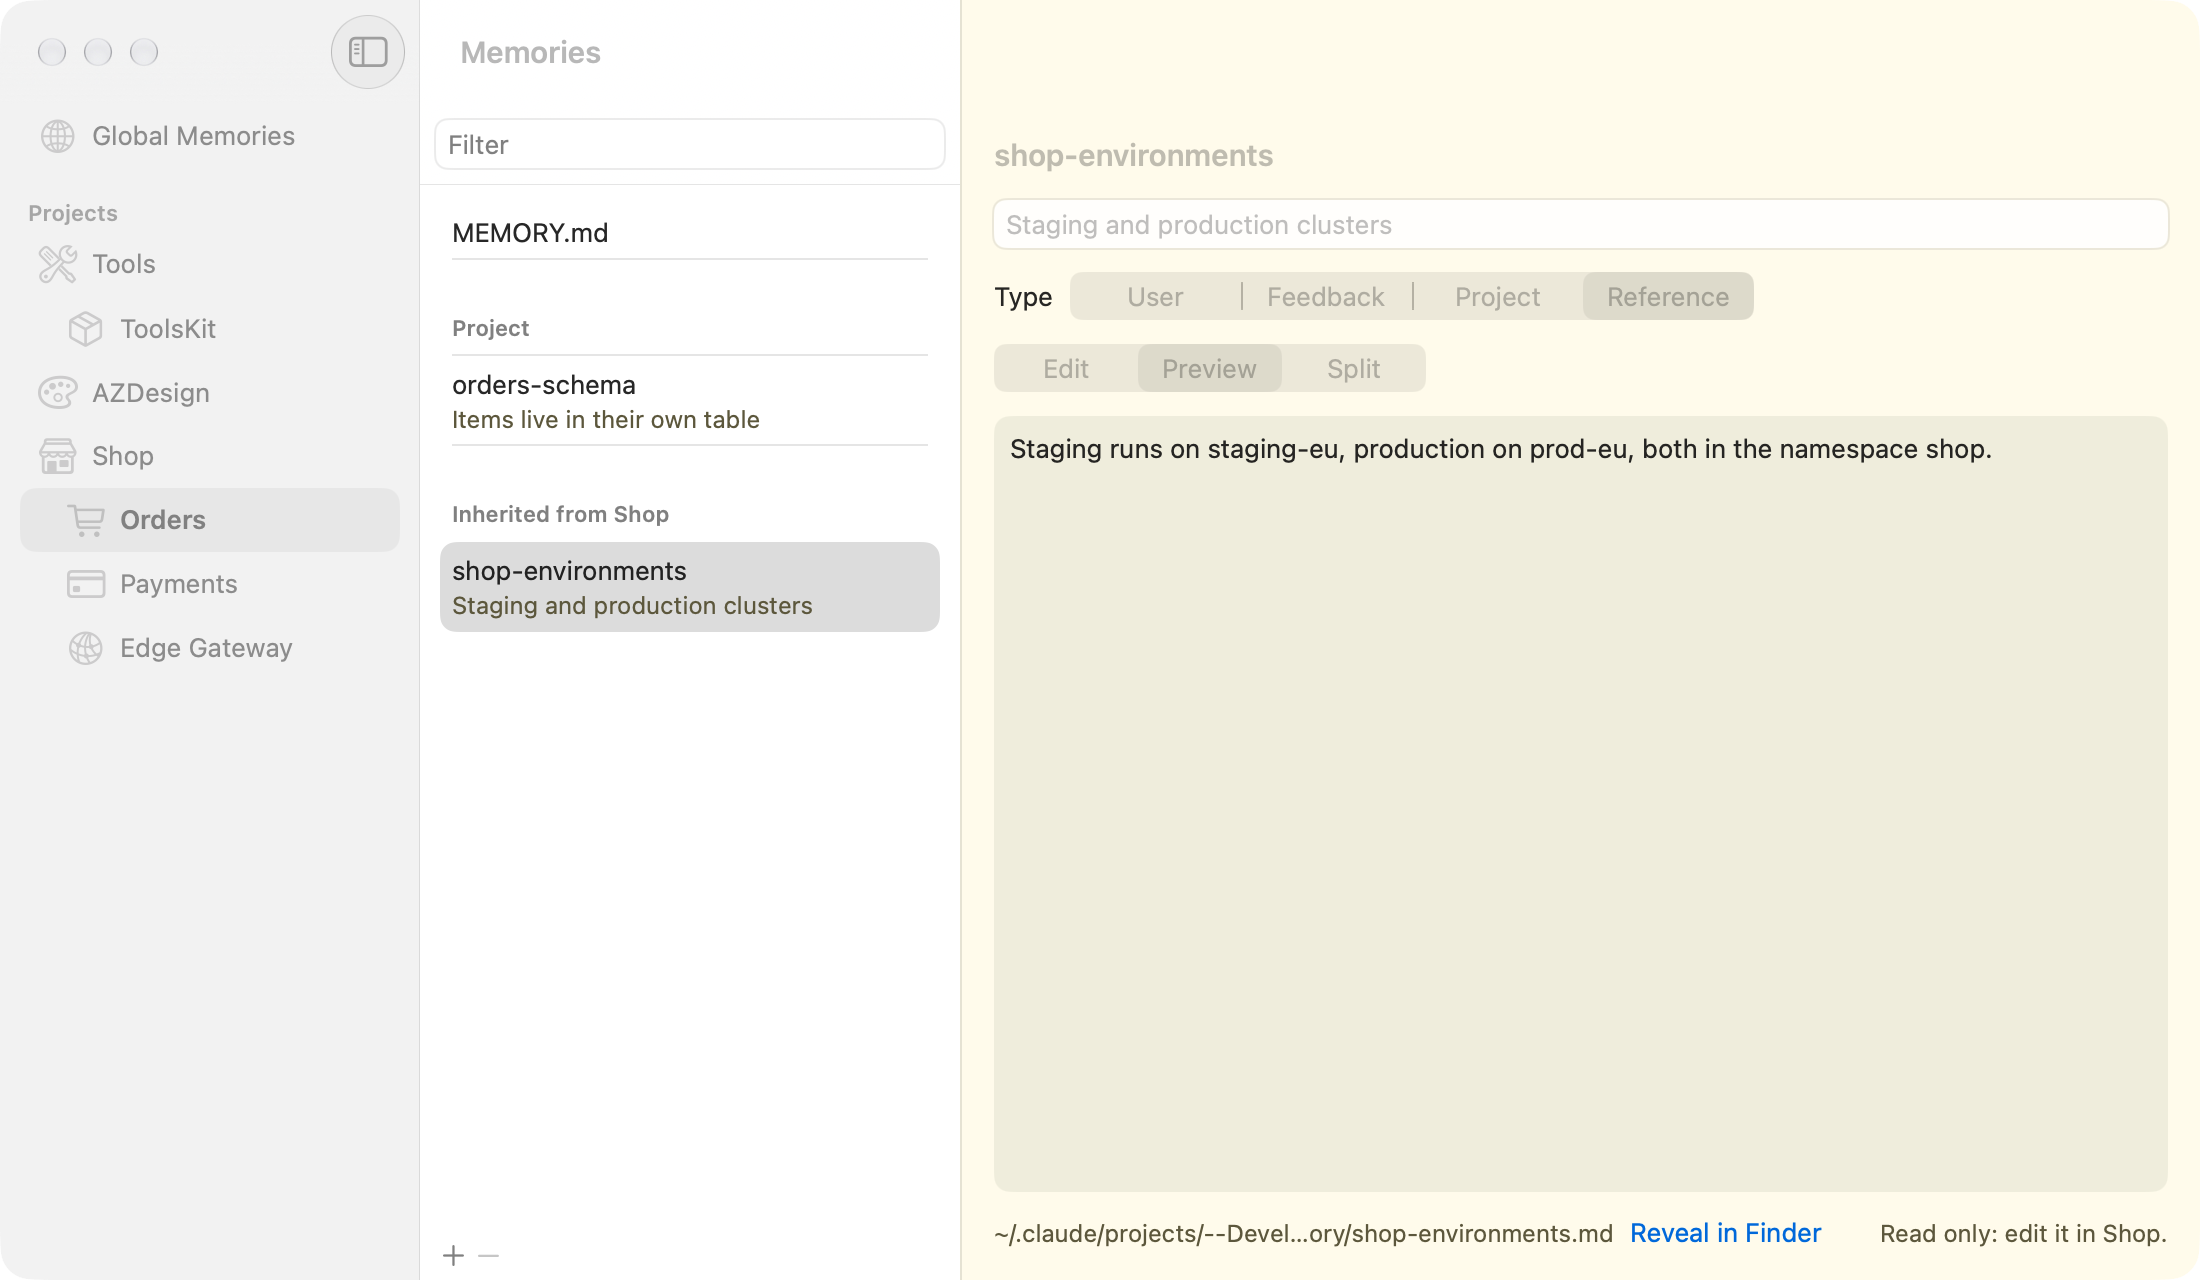 Global Memories
Projects
Tools
ToolsKit
AZDesign
Shop
Orders
Payments
Edge Gateway
Memories
Filter
MEMORY.md
Project
orders-schema
Items live in their own table
Inherited from Shop
shop-environments
Staging and production clusters
shop-environments
Staging and production clusters
Type User Feedback Project Reference
Edit Preview Split
Staging runs on staging-eu, production on prod-eu, both in the namespace shop.
~/.claude/projects/--Devel...ory/shop-environments.md Reveal in Finder Read only: edit it in Shop.